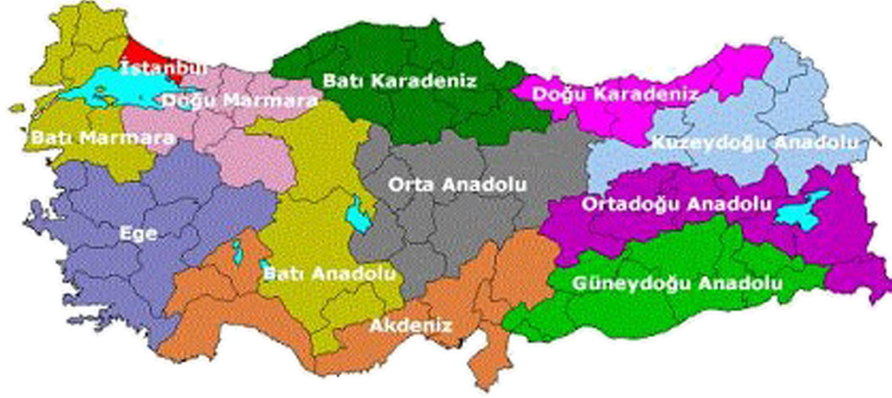 İstanbul
Batı Karadeniz
Doğu Marmara
Doğu Karadeniz
Batı Marmara
Kuzeydoğu Anadolu
Orta Anadolu
Ortadoğu Anadolu
Ege
Batı Anadolu
Güneydoğu Anadolu
Akdeniz